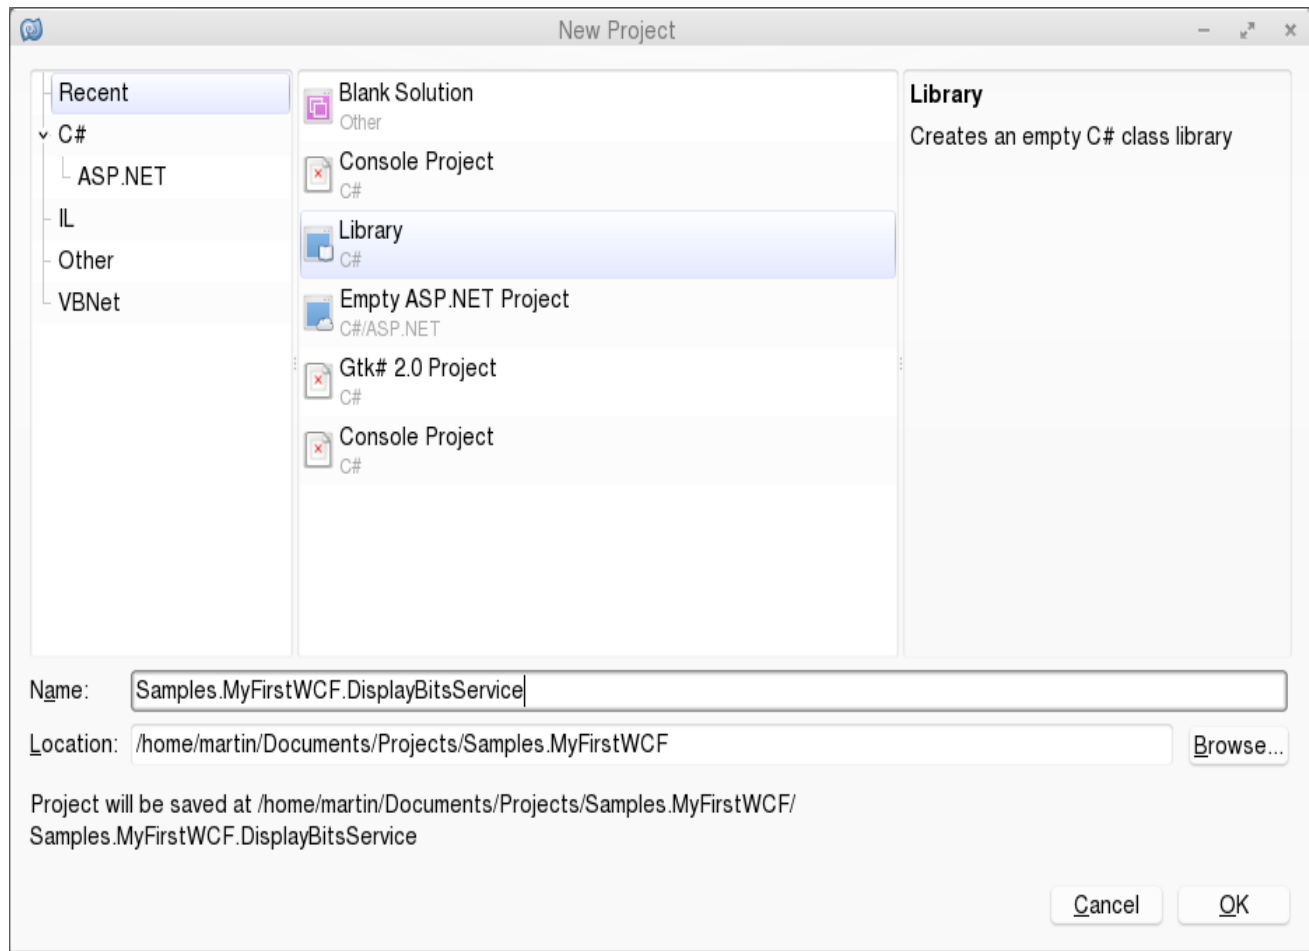 New Project
Recent
C#
ASP.NET
IL
Other
VBNet
Blank Solution
Other
Console Project
C#
Library
C#
Empty ASP.NET Project
C#/ASP.NET
Gtk# 2.0 Project
C#
Console Project
C#
Library
Creates an empty C# class library
Name:
Samples.MyFirstWCF.DisplayBitsService
Location:
/home/martin/Documents/Projects/Samples.MyFirstWCF
Browse...
Project will be saved at /home/martin/Documents/Projects/Samples.MyFirstWCF/
Samples.MyFirstWCF.DisplayBitsService
Cancel
OK